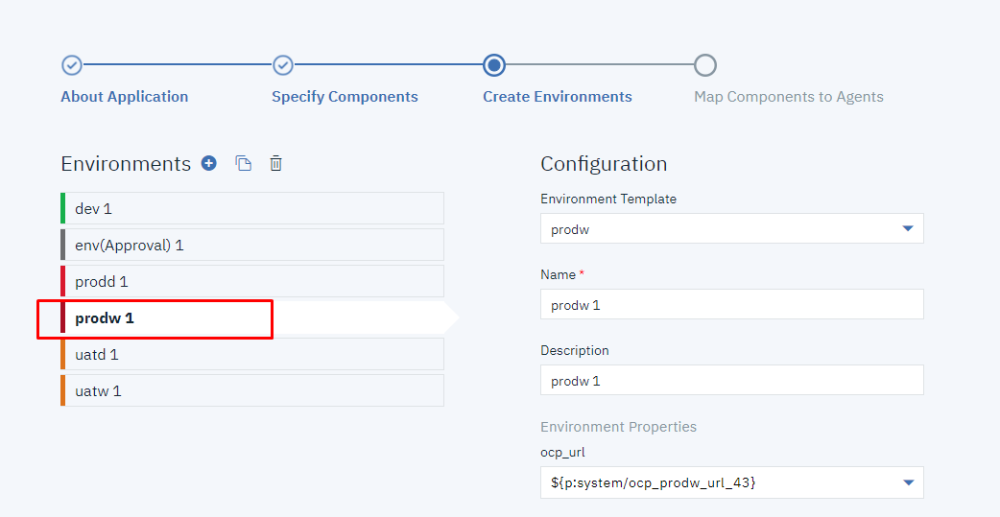 About Application
Specify Components
Create Environments
Map Components to Agents
Environments
dev 1
env(Approval) 1
prodd 1
prodw 1
uatd 1
uatw 1
Configuration
Environment Template
prodw
Name *
prodw 1
Description
prodw 1
Environment Properties
ocp_url
${p:system/ocp_prodw_url_43}